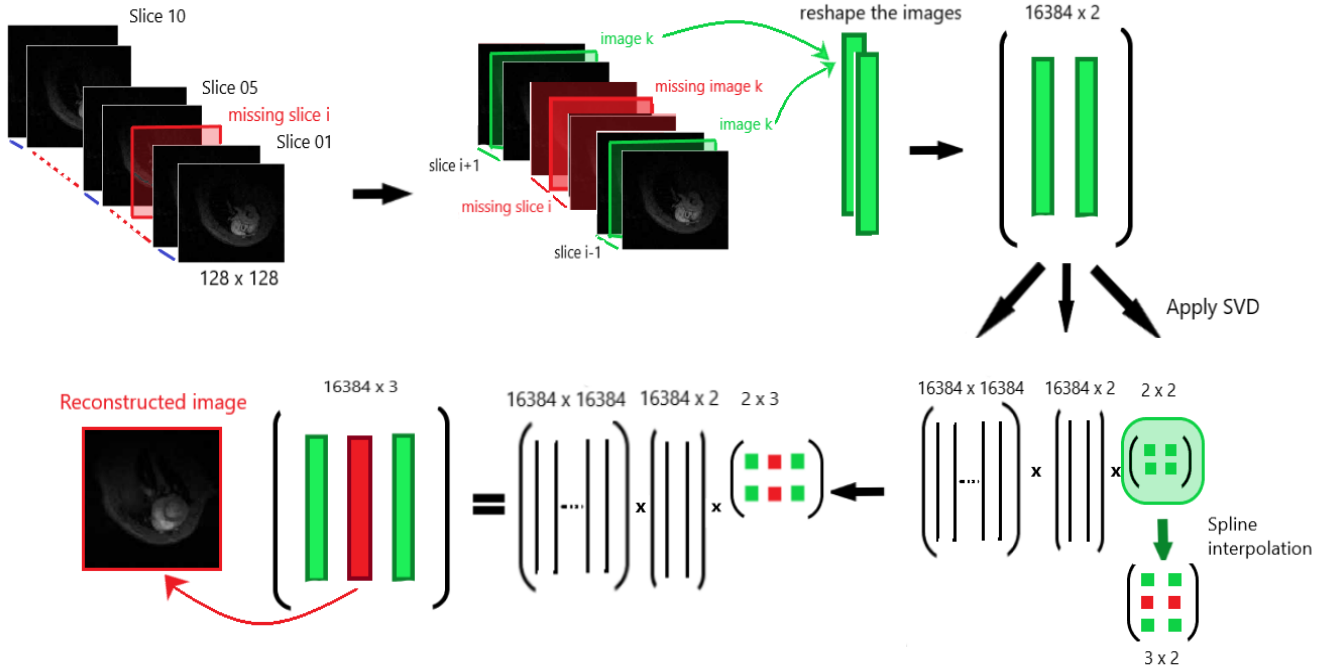 Slice 10
Slice 05
missing slice i
Slice 01
128 x 128
image k
missing image k
image k
slice i+1
missing slice i
slice i-1
reshape the images
16384 x 2
Apply SVD
16384 x 16384
16384 x 2
2 x 2
x
x
Spline
interpolation
3 x 2
16384 x 16384
16384 x 2
2 x 3
x
x
=
16384 x 3
Reconstructed image